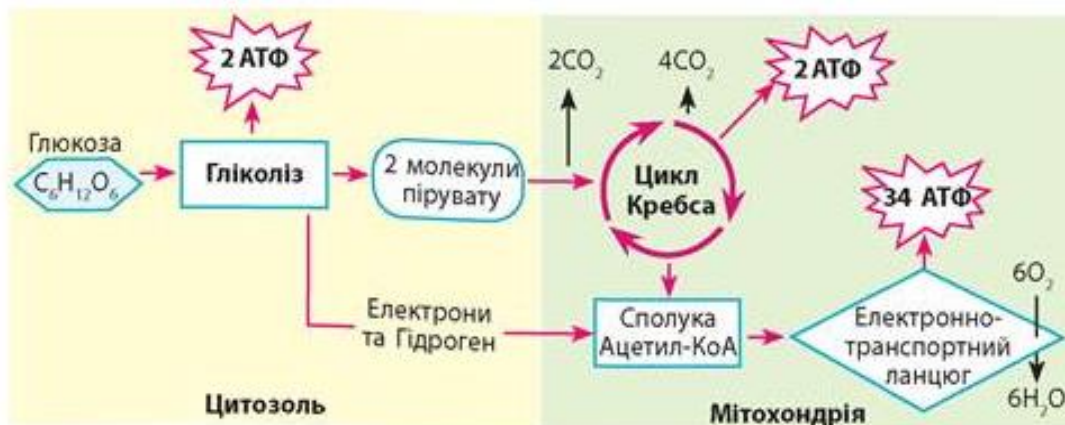 2 АТФ
Глюкоза
C₆H₁₂O₆
Гліколіз
2 молекули
пірувату
2CO₂
4CO₂
2 АТФ
Цикл
Кребса
34 АТФ
Електрони
та Гідроген
Сполука
Ацетил-КоА
Електронно-
транспортний
ланцюг
6O₂
6H₂O
Цитозоль
Мітохондрія